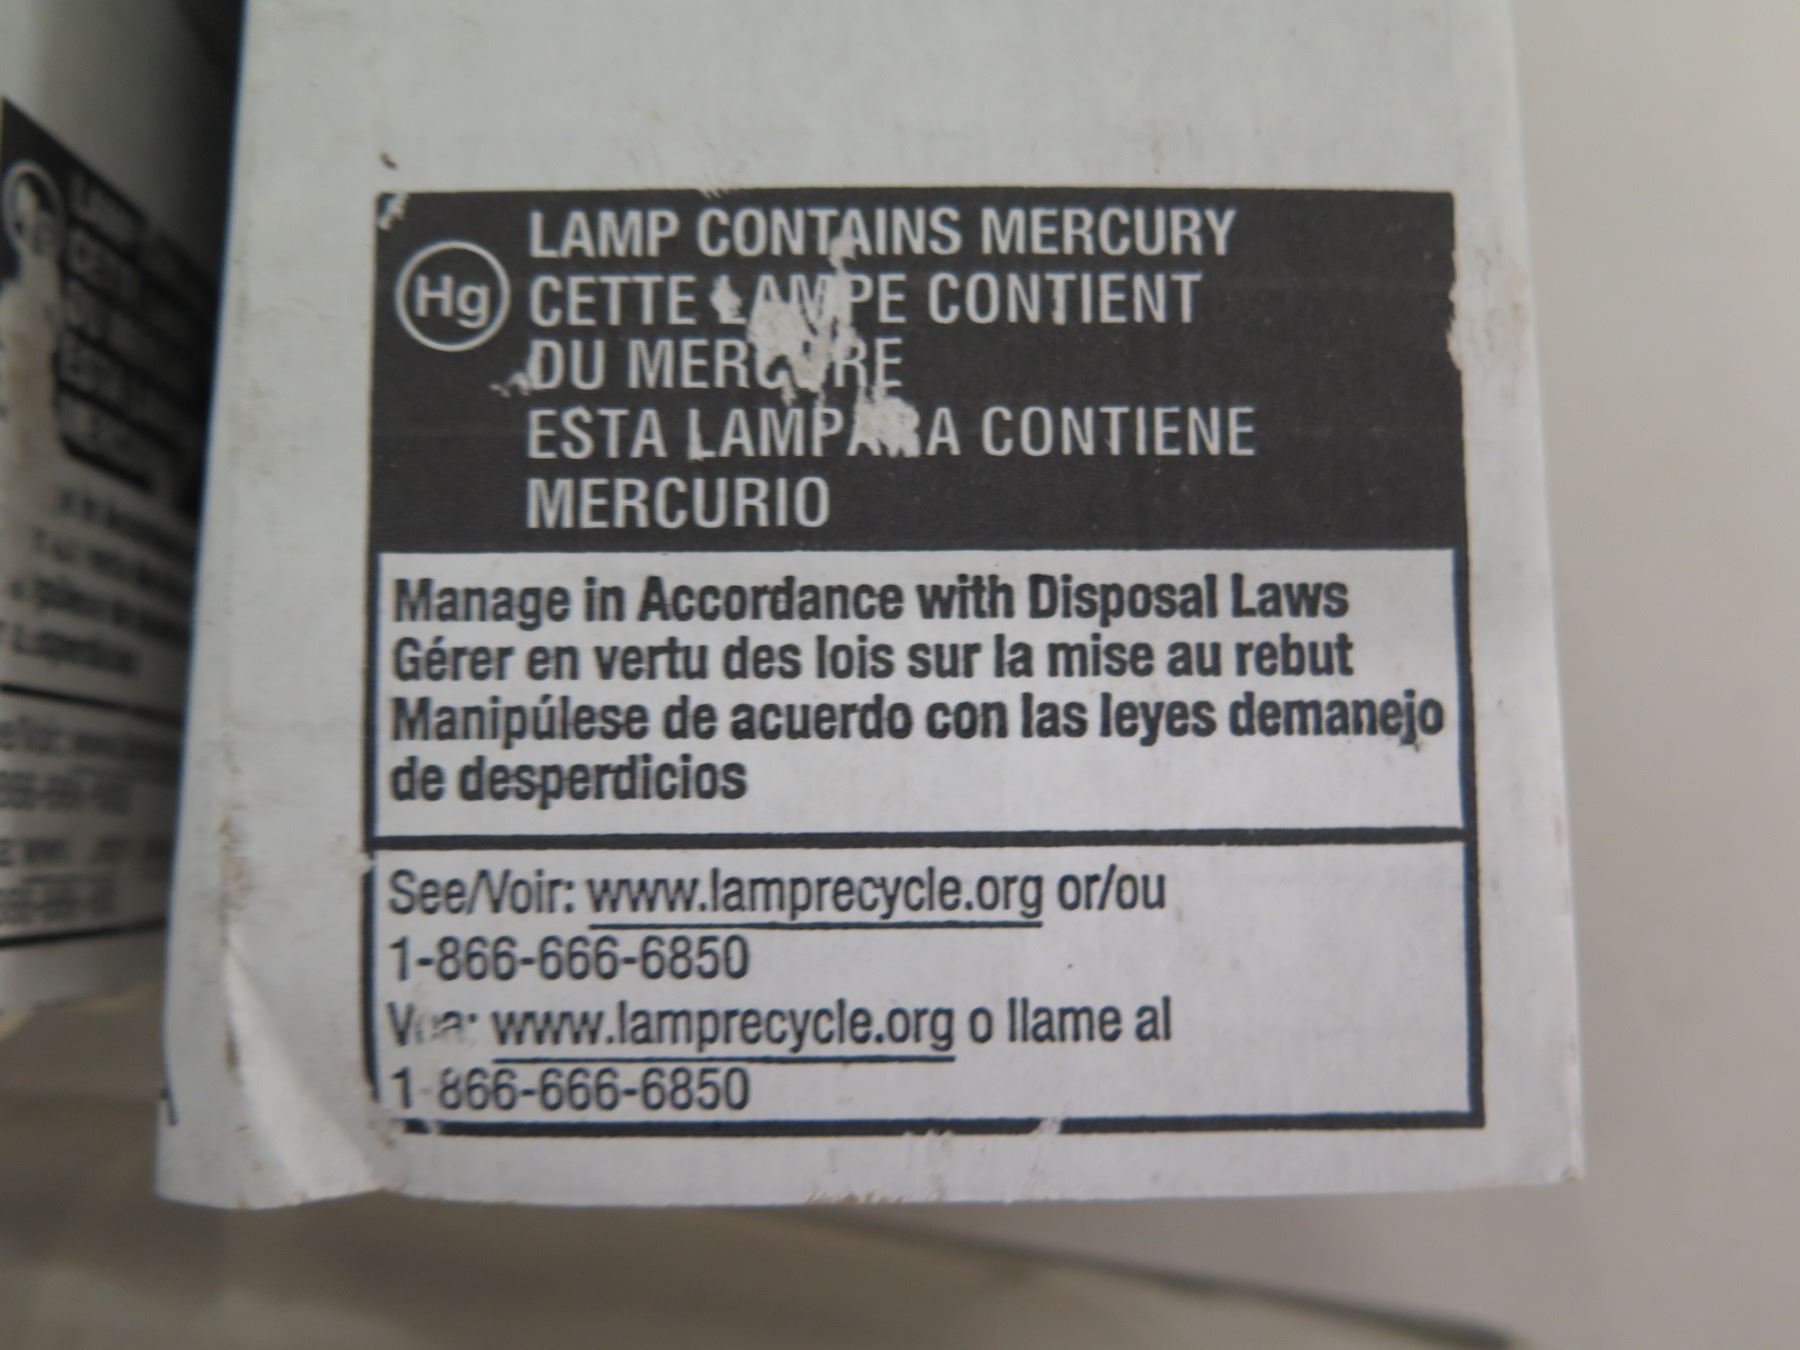 Hg
LAMP CONTAINS MERCURY
CETTE LAMPE CONTIENT
DU MERCURE
ESTA LAMPARA CONTIENE
MERCURIO
Manage in Accordance with Disposal Laws
Gérer en vertu des lois sur la mise au rebut
Manipúlese de acuerdo con las leyes demanejo
de desperdicios
See/Voir: www.lamprecycle.org or/ou
1-866-666-6850
www.lamprecycle.org o llame al
1-866-666-6850